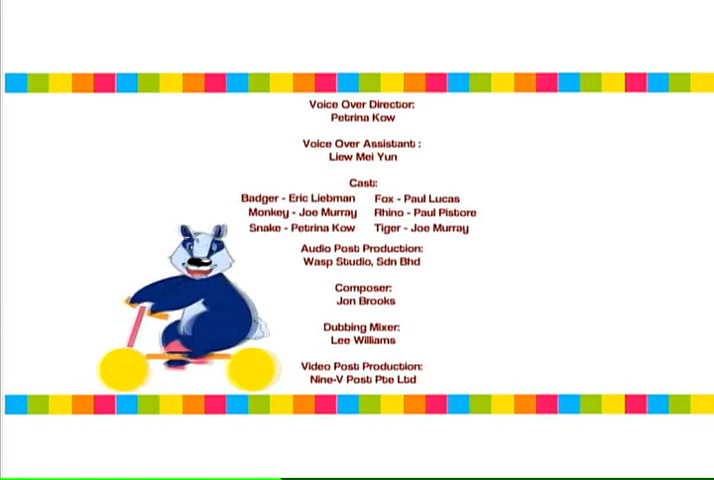 Voice Over Director:
Petrina Kow
Voice Over Assistant :
Liew Mei Yun
Cast:
Badger - Eric Liebman Fox - Paul Lucas
Monkey - Joe Murray Rhino - Paul Pistore
Snake - Petrina Kow Tiger - Joe Murray
Audio Post Production:
Wasp Studio, Sdn Bhd
Composer:
Jon Brooks
Dubbing Mixer:
Lee Williams
Video Post Production:
Nine-V Post Pte Ltd